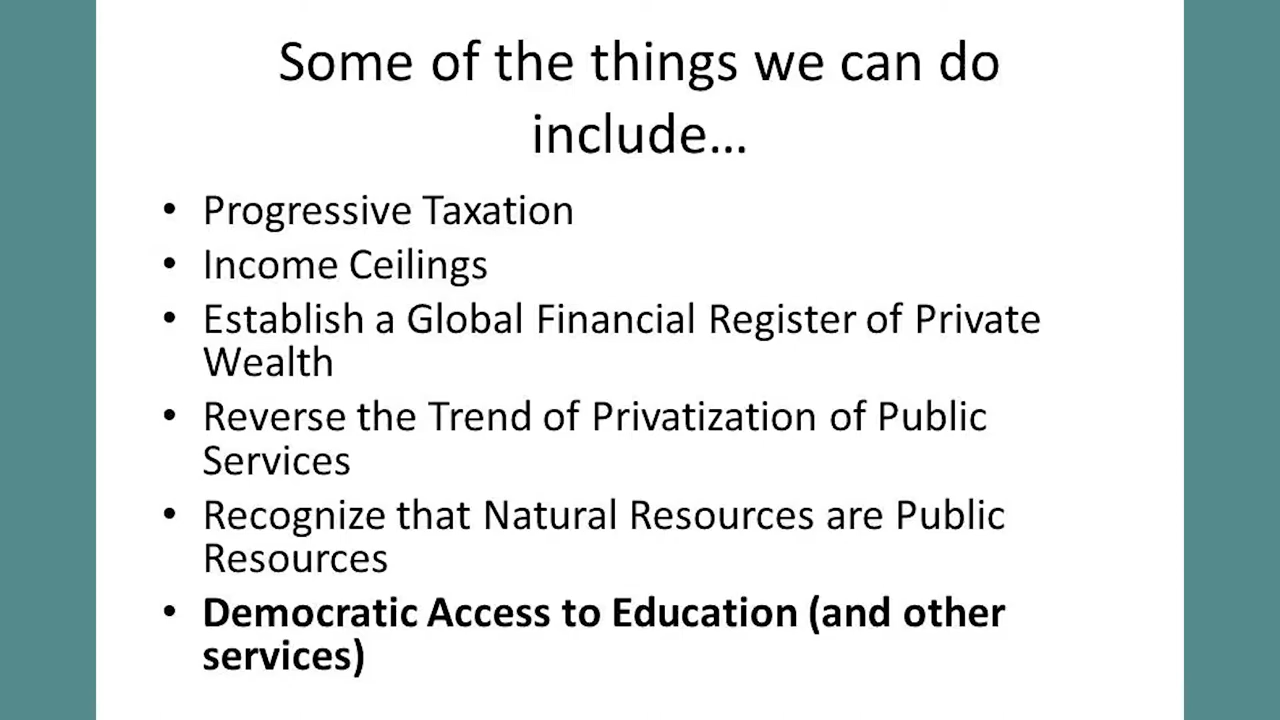 Some of the things we can do
include…
• Progressive Taxation
• Income Ceilings
• Establish a Global Financial Register of Private
Wealth
• Reverse the Trend of Privatization of Public
Services
• Recognize that Natural Resources are Public
Resources
• Democratic Access to Education (and other
services)